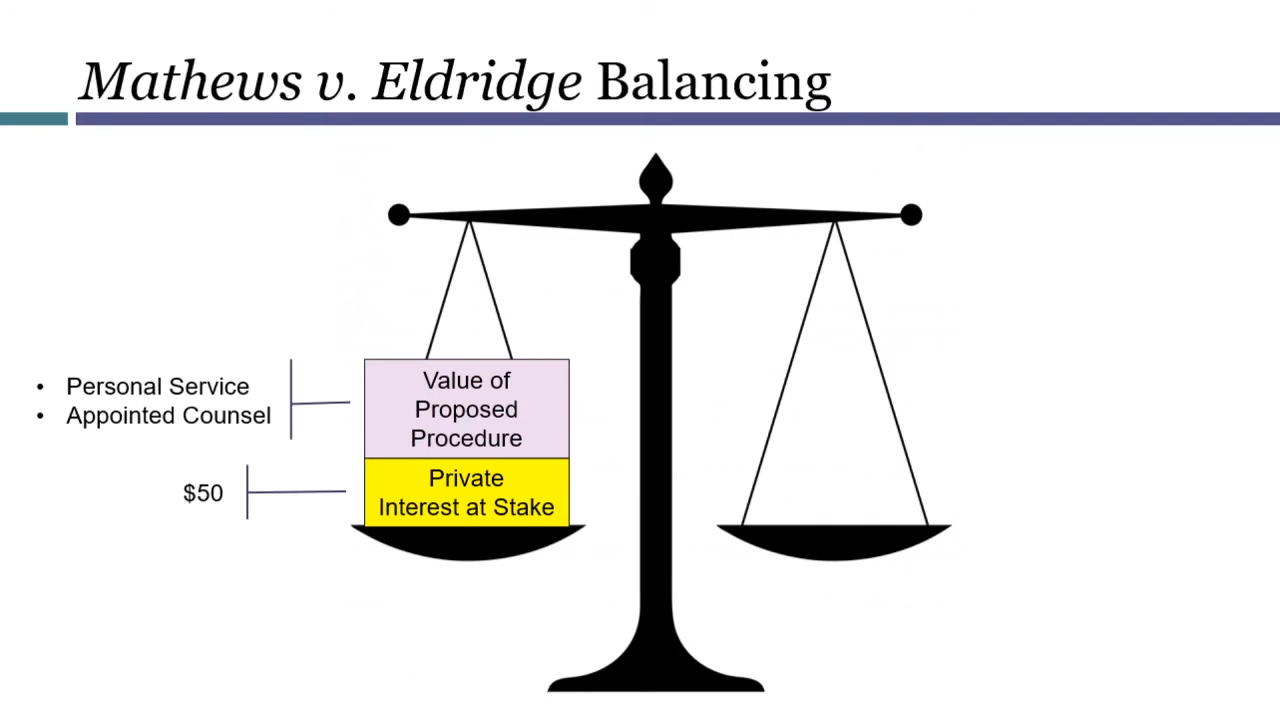 Mathews v. Eldridge Balancing
• Personal Service
• Appointed Counsel
Value of
Proposed
Procedure
$50
Private
Interest at Stake